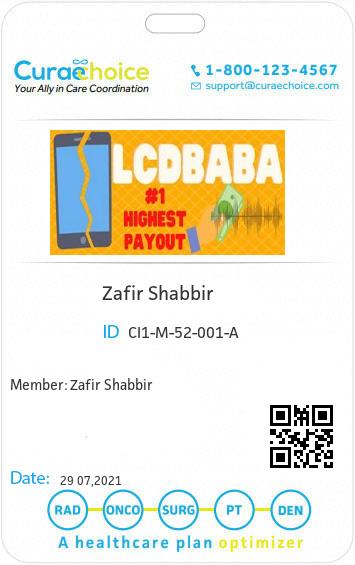 Curaechoice
Your Ally in Care Coordination
1-800-123-4567
support@curaechoice.com
LCDBABA
#1
HIGHEST
PAYOUT
Zafir Shabbir
ID CI1-M-52-001-A
Member: Zafir Shabbir
Date: 29 07,2021
RAD ONCO SURG PT DEN
A healthcare plan optimizer